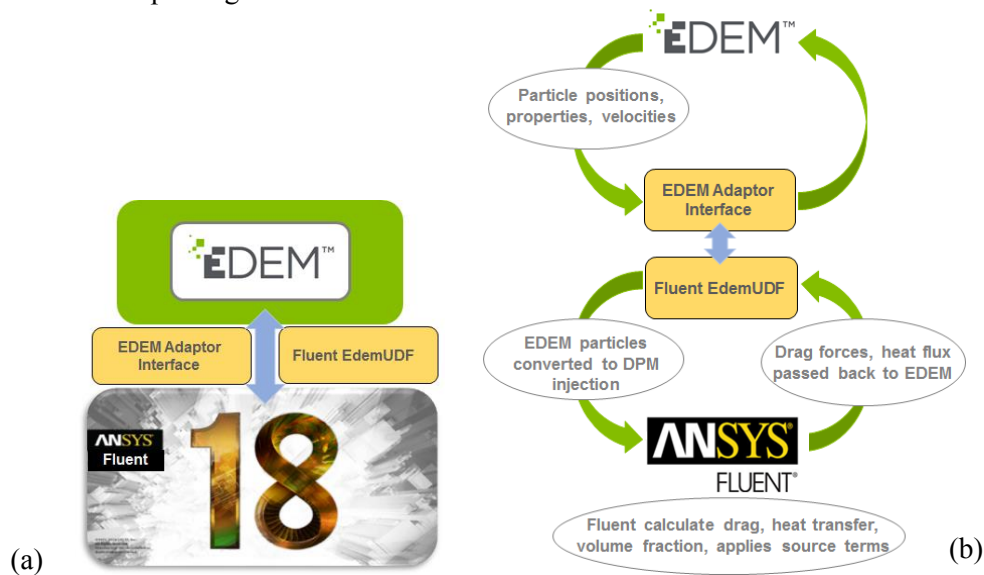 EDEM™
EDEM Adaptor
Interface
Fluent EdemUDF
ANSYS
Fluent
18
(a)
EDEM™
Particle positions,
properties, velocities
EDEM Adaptor
Interface
Fluent EdemUDF
EDEM particles
converted to DPM
injection
Drag forces, heat flux
passed back to EDEM
ANSYS®
FLUENT®
Fluent calculate drag, heat transfer,
volume fraction, applies source terms
(b)